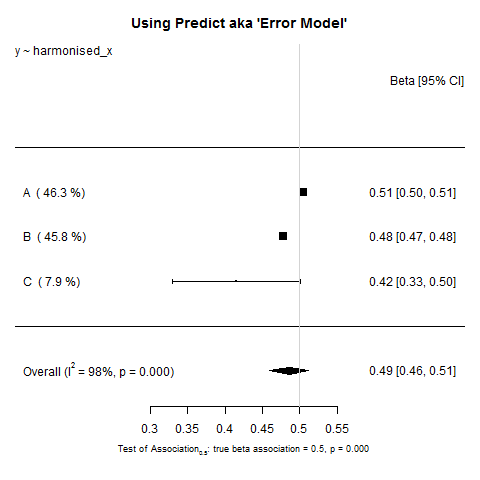 Using Predict aka 'Error Model'
y ~ harmonised_x
Beta [95% CI]
A ( 46.3 %) 0.51 [0.50, 0.51]
B ( 45.8 %) 0.48 [0.47, 0.48]
C ( 7.9 %) 0.42 [0.33, 0.50]
Overall (I² = 98%, p = 0.000) 0.49 [0.46, 0.51]
0.3 0.35 0.4 0.45 0.5 0.55
Test of Association0.5: true beta association = 0.5, p = 0.000